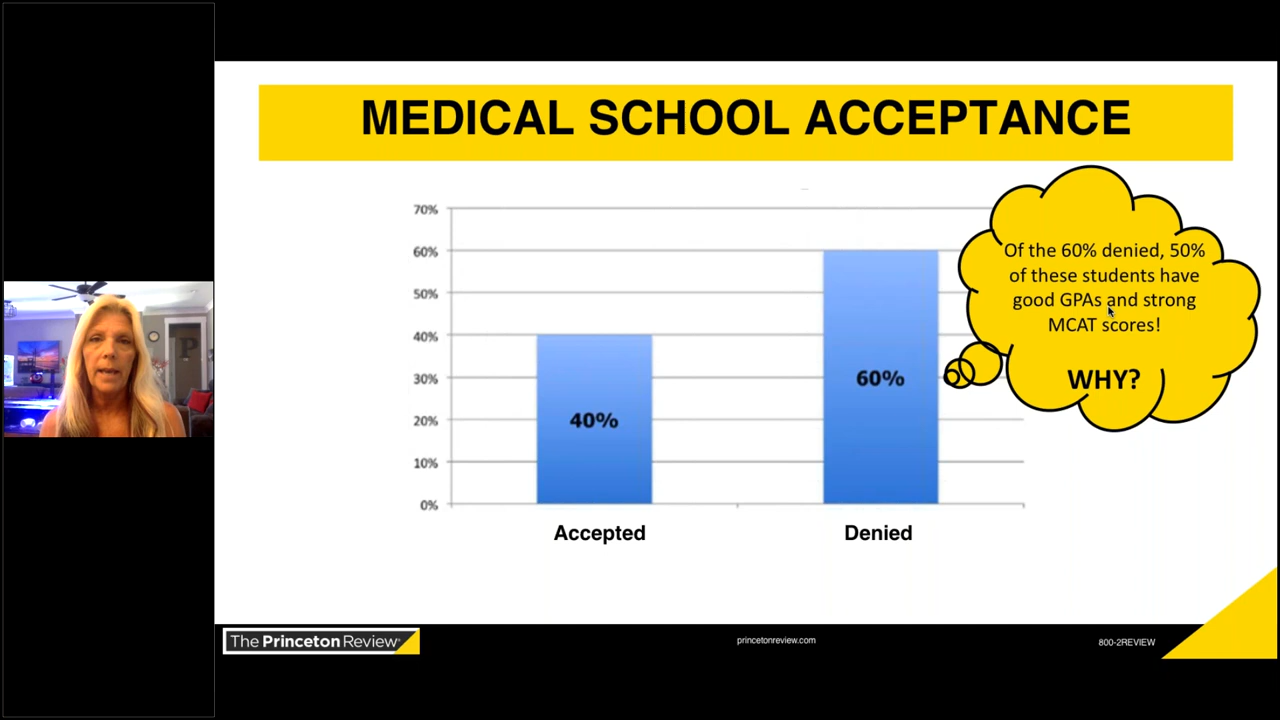 MEDICAL SCHOOL ACCEPTANCE
70%
60%
50%
40%
30%
20%
10%
0%
40%
60%
Accepted
Denied
Of the 60% denied, 50%
of these students have
good GPAs and strong
MCAT scores!
WHY?
P
The Princeton Review
princetonreview.com
800-2REVIEW